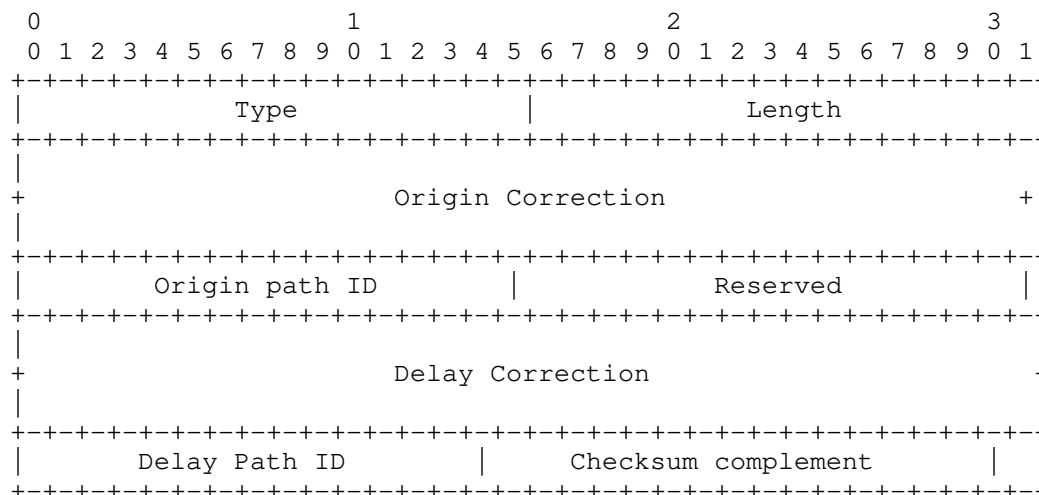 0 1 2 3
0 1 2 3 4 5 6 7 8 9 0 1 2 3 4 5 6 7 8 9 0 1 2 3 4 5 6 7 8 9 0 1
+-+-+-+-+-+-+-+-+-+-+-+-+-+-+-+-+-+-+-+-+-+-+-+-+-+-+-+-+-+-+-+--
| Type | Length
+-+-+-+-+-+-+-+-+-+-+-+-+-+-+-+-+-+-+-+-+-+-+-+-+-+-+-+-+-+-+-+--
|
+ Origin Correction +
|
+-+-+-+-+-+-+-+-+-+-+-+-+-+-+-+-+-+-+-+-+-+-+-+-+-+-+-+-+-+-+-+--
| Origin path ID | Reserved |
+-+-+-+-+-+-+-+-+-+-+-+-+-+-+-+-+-+-+-+-+-+-+-+-+-+-+-+-+-+-+-+--
|
+ Delay Correction +
|
+-+-+-+-+-+-+-+-+-+-+-+-+-+-+-+-+-+-+-+-+-+-+-+-+-+-+-+-+-+-+-+--
| Delay Path ID | Checksum complement |
+-+-+-+-+-+-+-+-+-+-+-+-+-+-+-+-+-+-+-+-+-+-+-+-+-+-+-+-+-+-+-+--